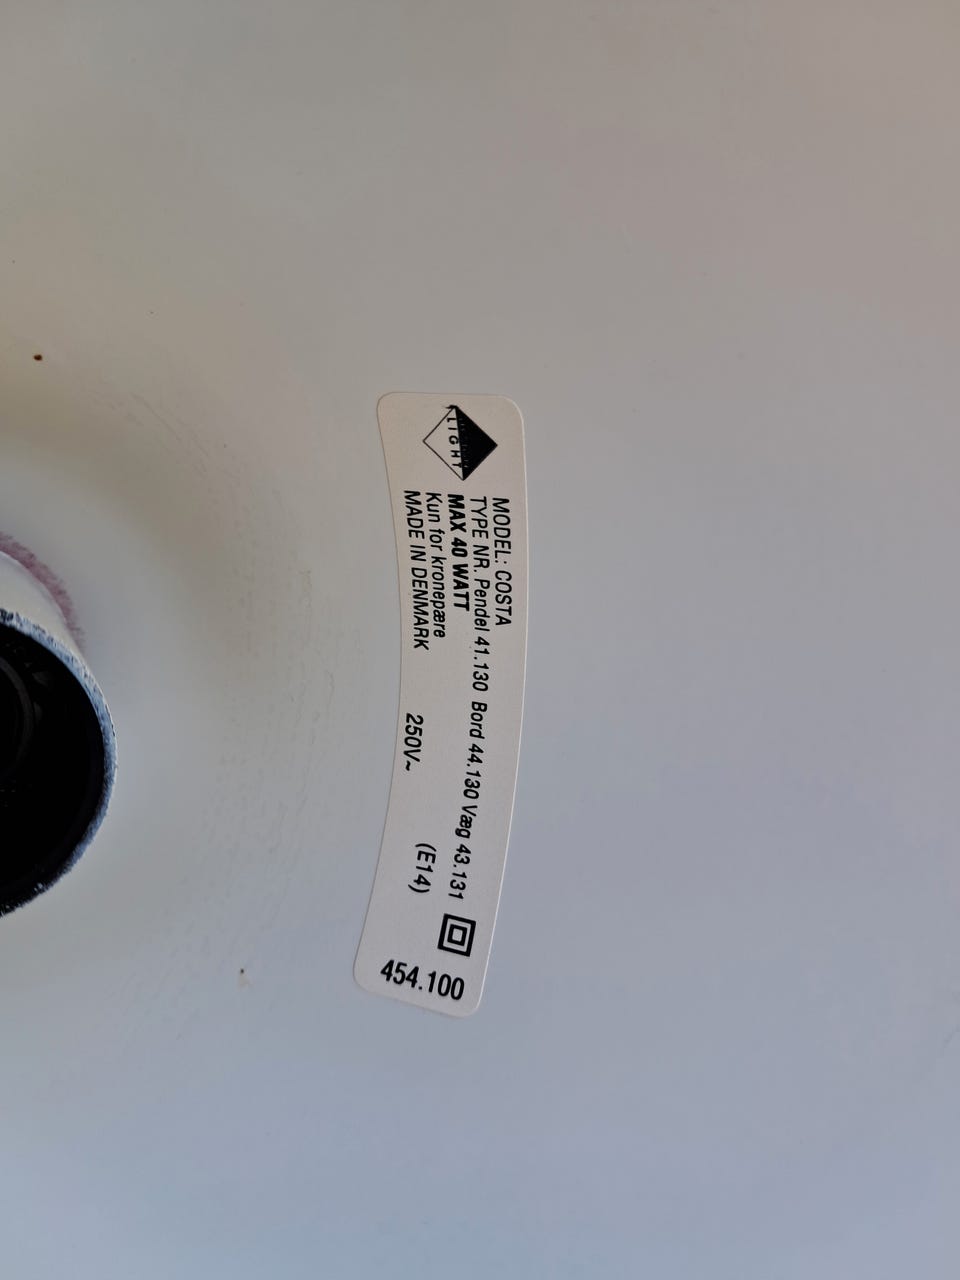 LIGHT
MODEL: COSTA
TYPE NR. Pendel 41.130 Bord 44.130 Væg 43.131
MAX 40 WATT
Kun for kronepære (E14)
MADE IN DENMARK 250V~
454.100